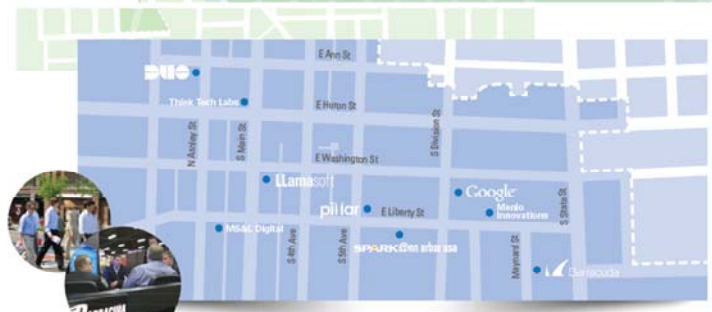 E Ann St
DUO
Think Tech Labs
E Huron St
N Ashley St
S Main St
S Division St
E Washington St
LLamasoft
Google
pillar
E Liberty St
Menlo Innovations
S State St
MS&L Digital
S 4th Ave
S 5th Ave
SPARK@ann arbor usa
Maynard St
Barracuda
BARRACUDA